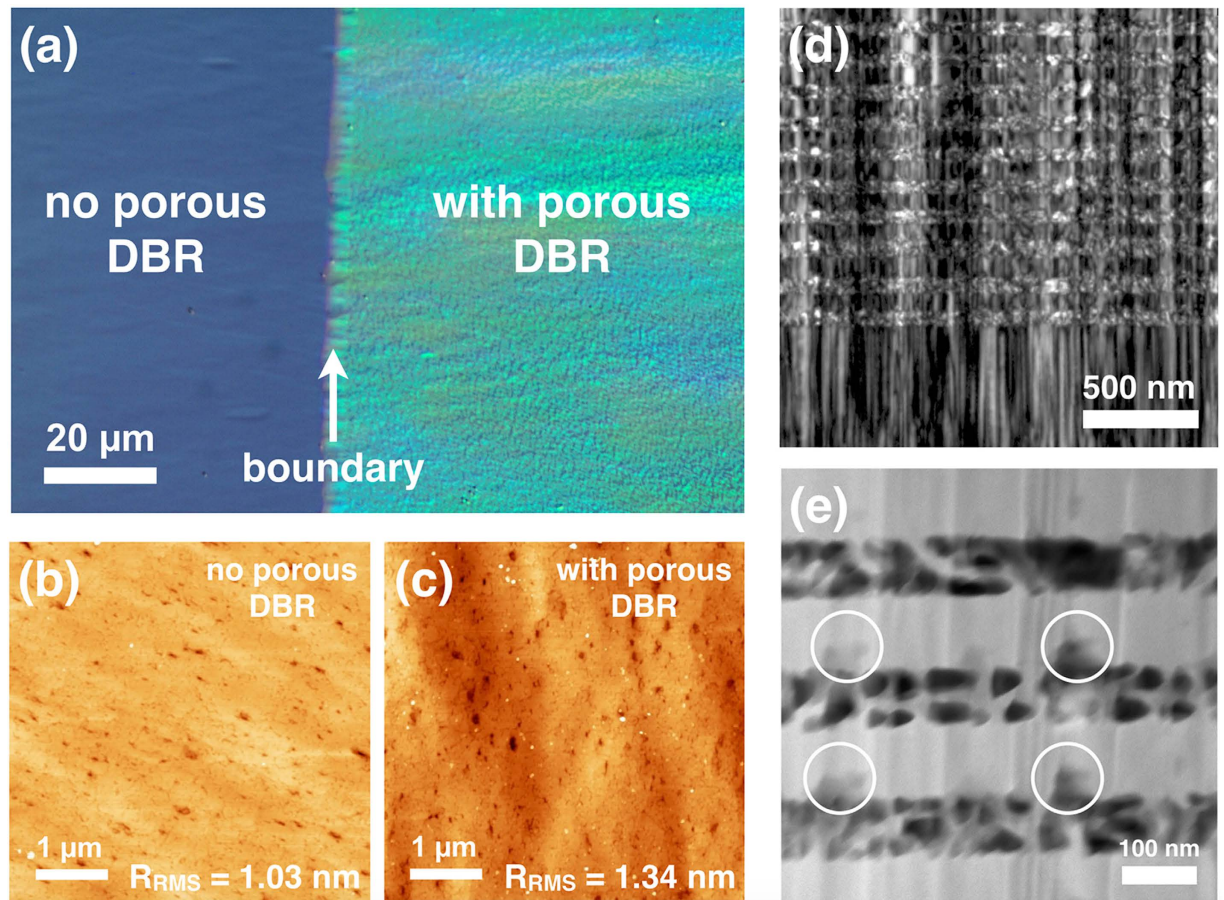 (a)
no porous
DBR
with porous
DBR
20 µm
boundary
(b)
no porous
DBR
1 µm
RRMS = 1.03 nm
(c)
with porous
DBR
1 µm
RRMS = 1.34 nm
(d)
500 nm
(e)
100 nm